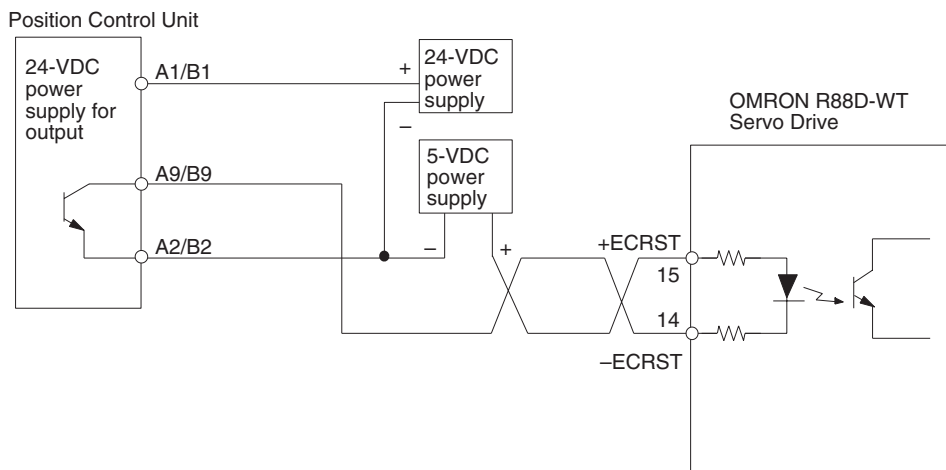 Position Control Unit
24-VDC
power
supply for
output
A1/B1
+
24-VDC
power
supply
–
OMRON R88D-WT
Servo Drive
5-VDC
power
supply
A9/B9
A2/B2
–
+
+ECRST
15
14
–ECRST